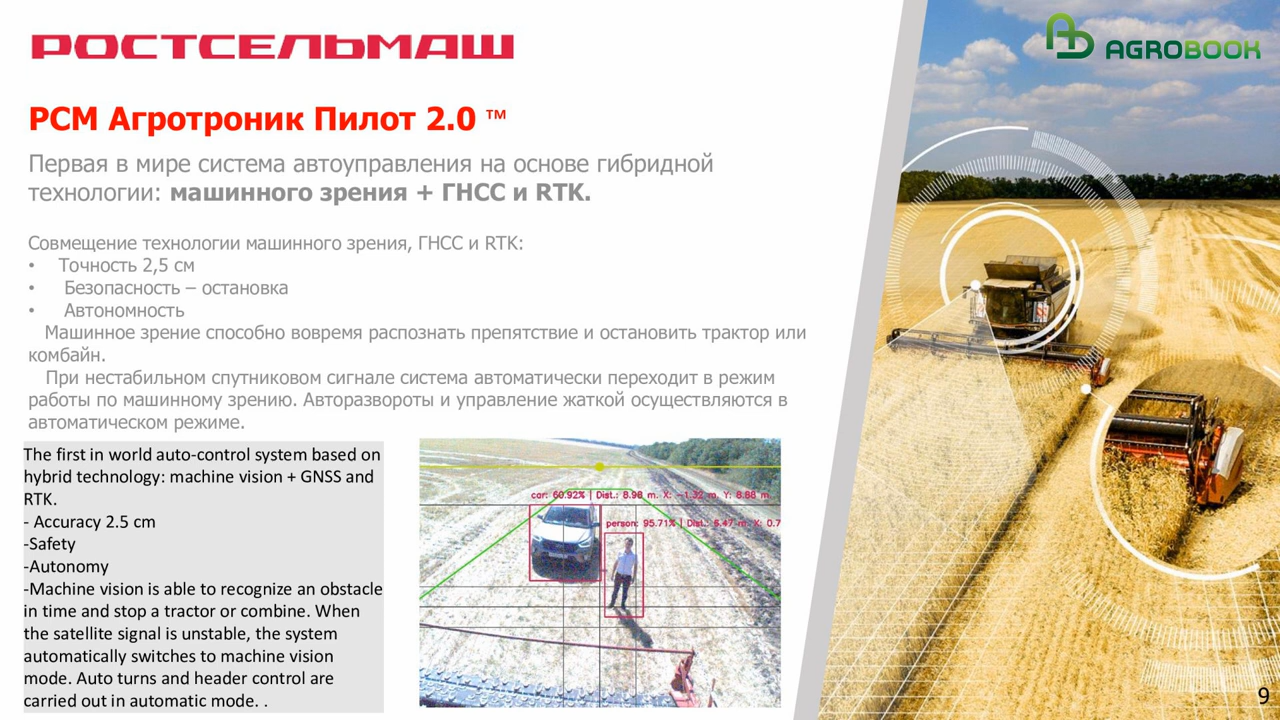 РОСТСЕЛЬМАШ
AGROBOOK
РСМ Агротроник Пилот 2.0 ™
Первая в мире система автоуправления на основе гибридной
технологии: машинного зрения + ГНСС и RTK.
Совмещение технологии машинного зрения, ГНСС и RTK:
• Точность 2,5 см
• Безопасность – остановка
• Автономность
Машинное зрение способно вовремя распознать препятствие и остановить трактор или
комбайн.
При нестабильном спутниковом сигнале система автоматически переходит в режим
работы по машинному зрению. Авторазвороты и управление жаткой осуществляются в
автоматическом режиме.
The first in world auto-control system based on
hybrid technology: machine vision + GNSS and
RTK.
- Accuracy 2.5 cm
-Safety
-Autonomy
-Machine vision is able to recognize an obstacle
in time and stop a tractor or combine. When
the satellite signal is unstable, the system
automatically switches to machine vision
mode. Auto turns and header control are
carried out in automatic mode. .
car: 60.92% | Dist.: 8.98 m. X: -1.32 m. Y: 8.88 m
person: 95.71% | Dist.: 6.47 m. X: 0.7
9